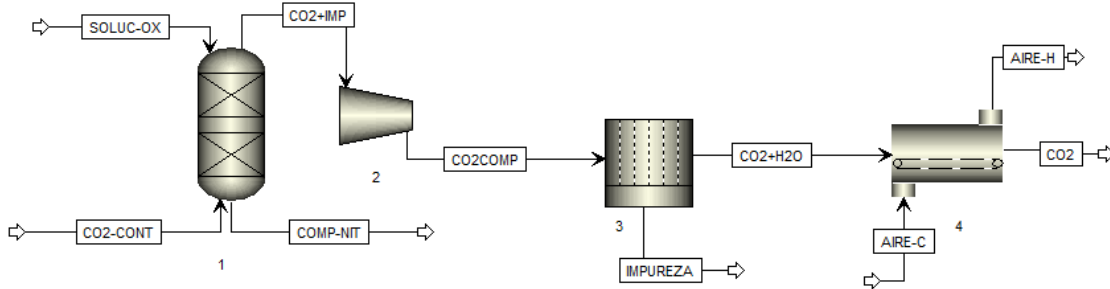 SOLUC-OX
CO2+IMP
AIRE-H
CO2COMP
CO2+H2O
CO2
2
3
4
CO2-CONT
COMP-NIT
AIRE-C
1
IMPUREZA